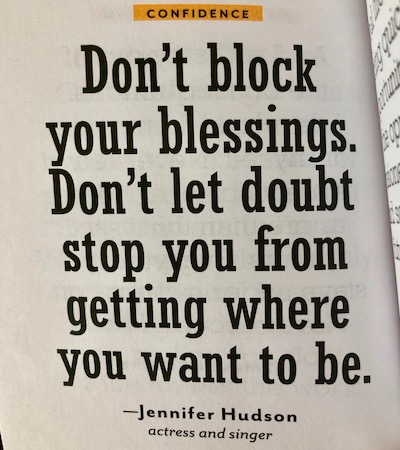 CONFIDENCE
Don't block
your blessings.
Don't let doubt
stop you from
getting where
you want to be.
—Jennifer Hudson
actress and singer